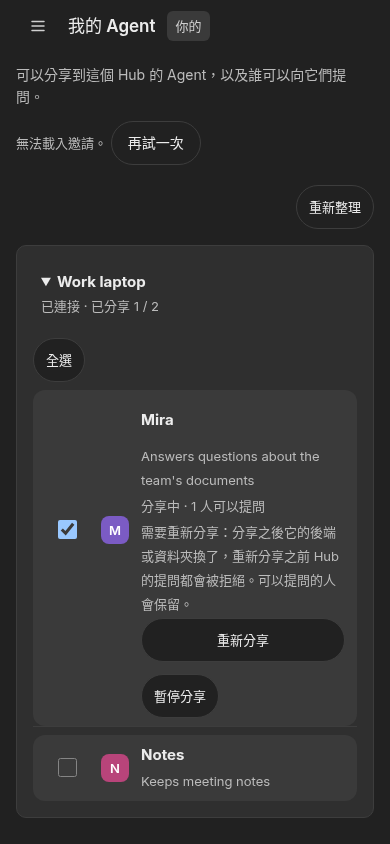 我的 Agent 你的
可以分享到這個 Hub 的 Agent，以及誰可以向它們提
問。
無法載入邀請。 再試一次
重新整理
Work laptop
已連接 · 已分享 1 / 2
全選
Mira
Answers questions about the
team's documents
分享中 · 1 人可以提問
M
需要重新分享：分享之後它的後端
或資料夾換了，重新分享之前 Hub
的提問都會被拒絕。可以提問的人
會保留。
重新分享
暫停分享
Notes
N
Keeps meeting notes